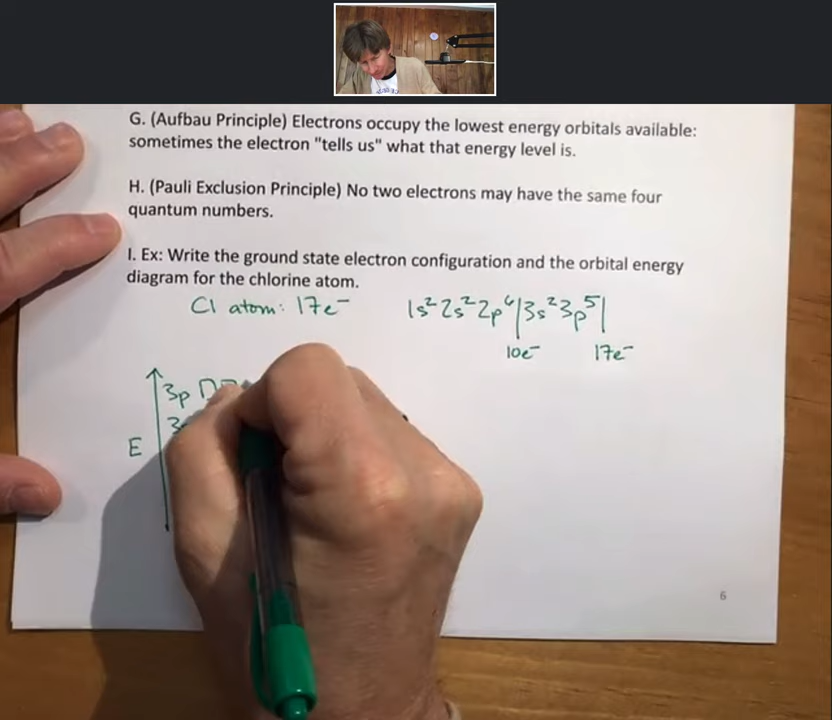 G. (Aufbau Principle) Electrons occupy the lowest energy orbitals available:
sometimes the electron "tells us" what that energy level is.
H. (Pauli Exclusion Principle) No two electrons may have the same four
quantum numbers.
I. Ex: Write the ground state electron configuration and the orbital energy
diagram for the chlorine atom.
Cl atom: 17e⁻ 1s²2s²2p⁶|3s²3p⁵|
10e⁻ 17e⁻
3p
3
E
6